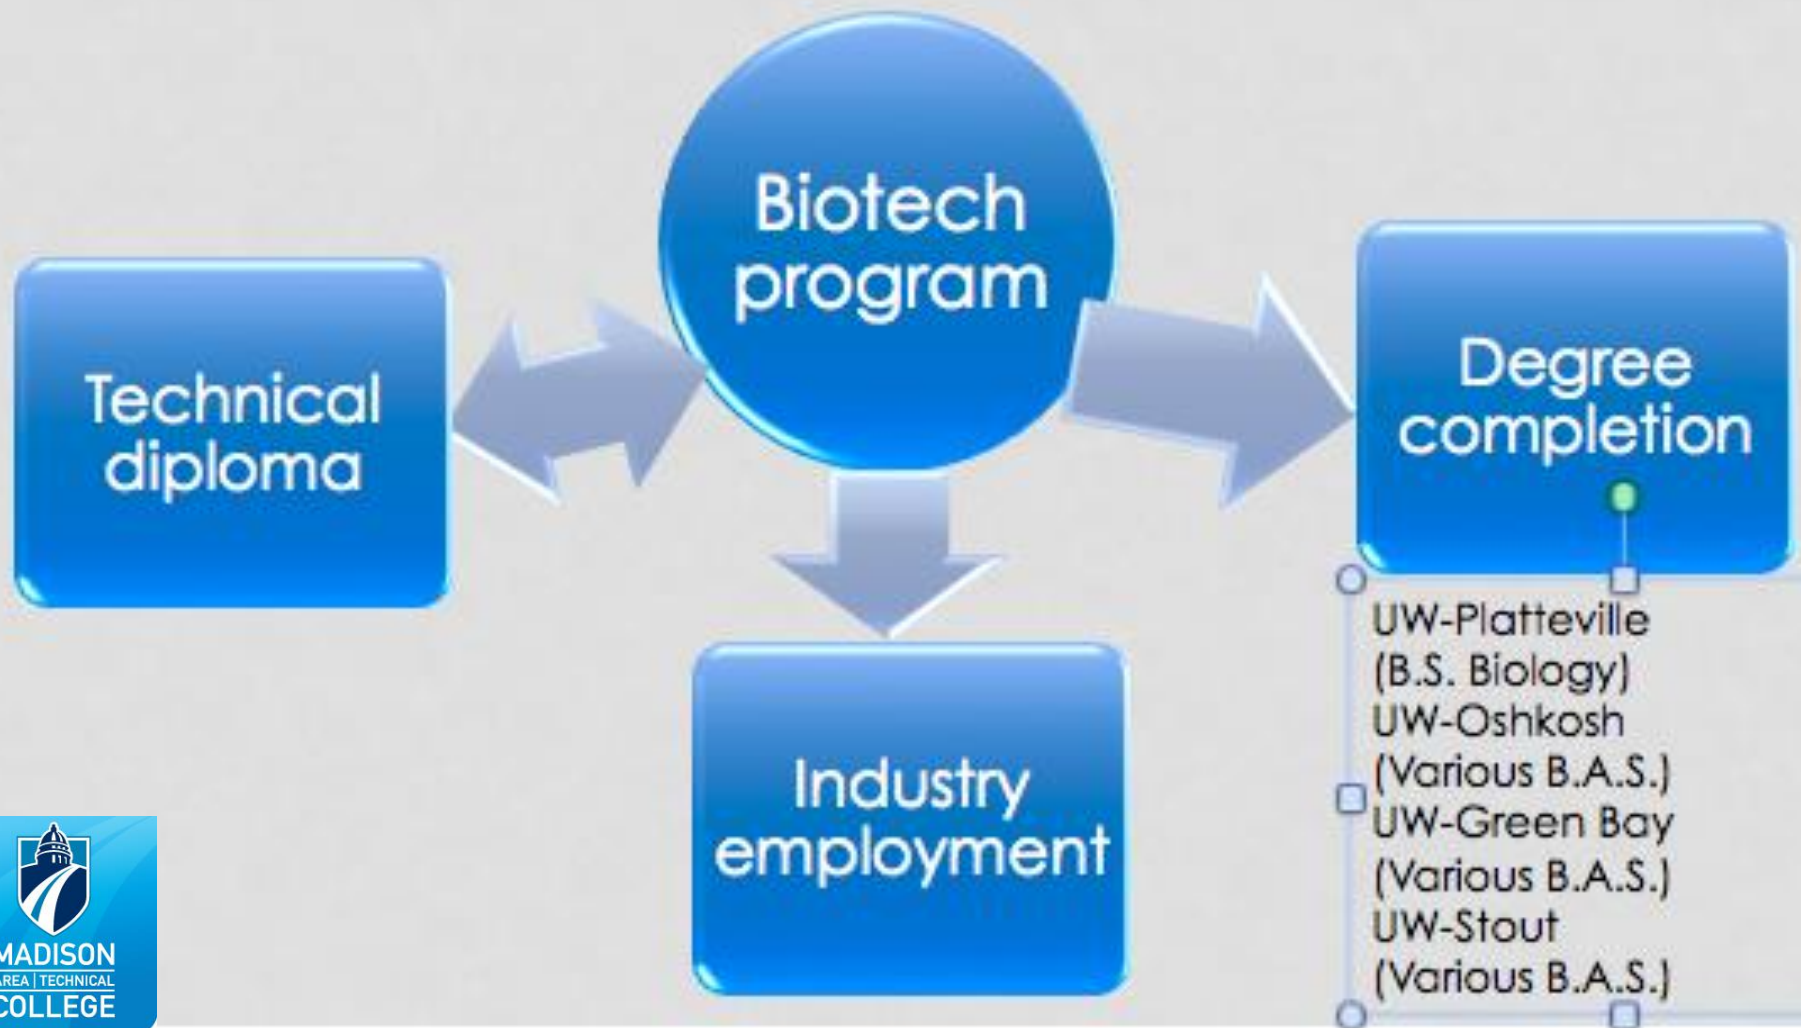 Biotech
program
Technical
diploma
Degree
completion
Industry
employment
UW-Platteville
(B.S. Biology)
UW-Oshkosh
(Various B.A.S.)
UW-Green Bay
(Various B.A.S.)
UW-Stout
(Various B.A.S.)
MADISON
AREA | TECHNICAL
COLLEGE